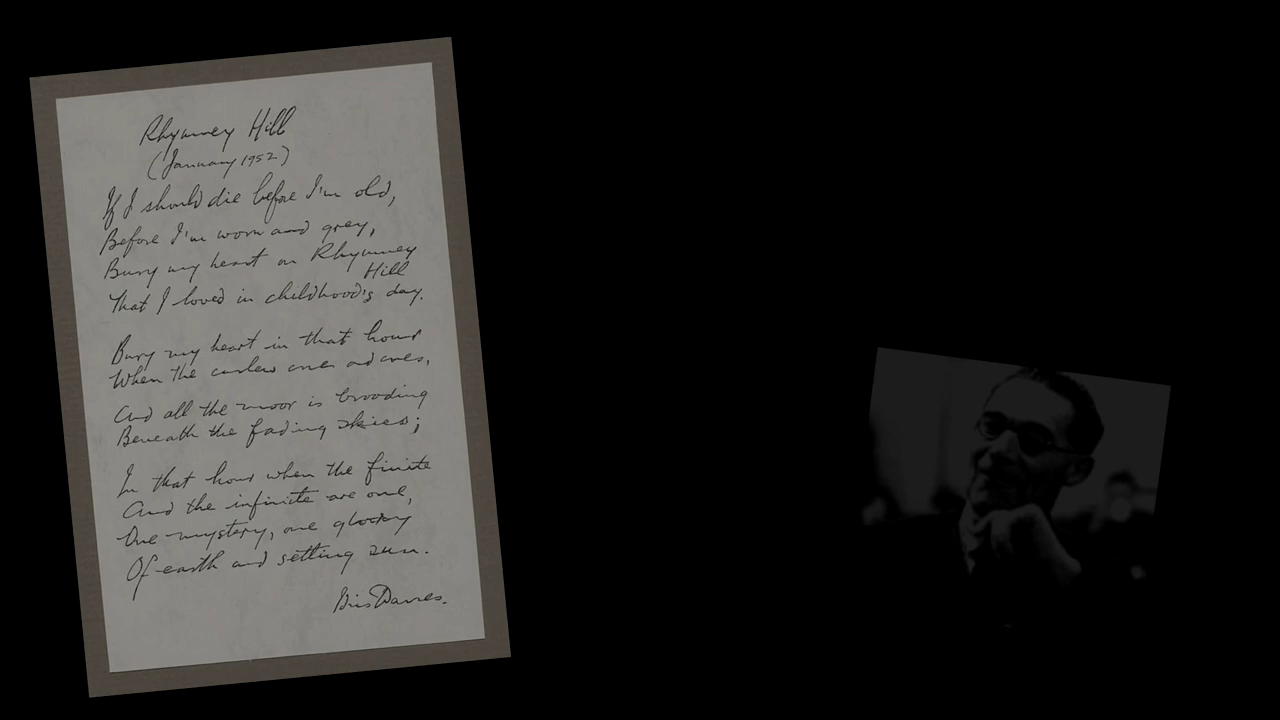 Rhymney Hill
(January 1952)
If I should die before I'm old,
Before I'm worn and grey,
Bury my heart on Rhymney
Hill
That I loved in childhood's day.
Bury my heart in that hour
When the curlew cries and cries,
And all the moor is brooding
Beneath the fading skies;
In that hour when the finite
And the infinite are one,
One mystery, one glory
Of earth and setting sun.
Idris Davies.